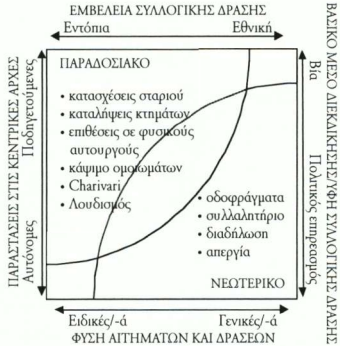 ΕΜΒΕΛΕΙΑ ΣΥΛΛΟΓΙΚΗΣ ΔΡΑΣΗΣ
Εντόπια Εθνική
ΠΑΡΑΣΤΑΣΕΙΣ ΣΤΙΣ ΚΕΝΤΡΙΚΕΣ ΑΡΧΕΣ
Αυτόνομες Ποδηγετούμενες
ΠΑΡΑΔΟΣΙΑΚΟ
• κατασχέσεις σταριού
• καταλήψεις κτημάτων
• επιθέσεις σε φυσικούς
αυτουργούς
• κάψιμο ομοιωμάτων
• Charivari
• Λουδισμός
• οδοφράγματα
• συλλαλητήριο
• διαδήλωση
• απεργία
ΝΕΩΤΕΡΙΚΟ
Βία Πολιτικός επηρεασμός
ΒΑΣΙΚΟ ΜΕΣΟ ΔΙΕΚΔΙΚΗΣΗΣ/ΥΦΗ ΣΥΛΛΟΓΙΚΗΣ ΔΡΑΣΗΣ
Ειδικές/-ά Γενικές/-ά
ΦΥΣΗ ΑΙΤΗΜΑΤΩΝ ΚΑΙ ΔΡΑΣΕΩΝ